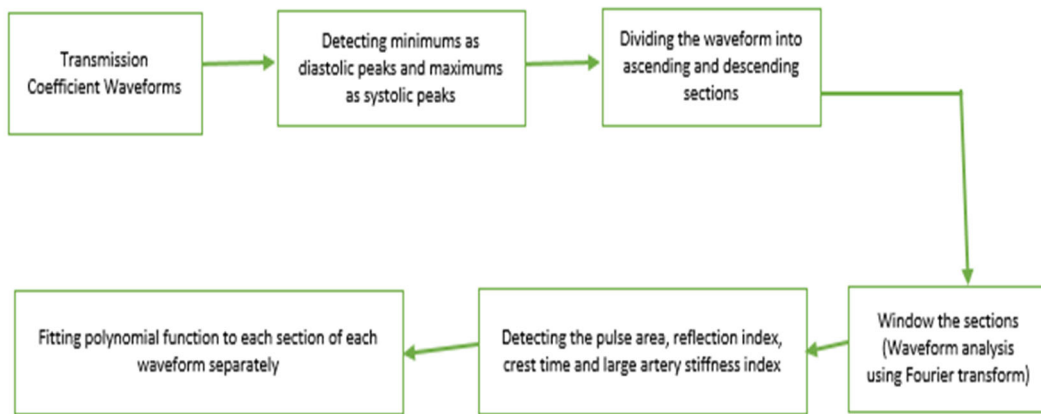 Transmission
Coefficient Waveforms
Detecting minimums as
diastolic peaks and maximums
as systolic peaks
Dividing the waveform into
ascending and descending
sections
Window the sections
(Waveform analysis
using Fourier transform)
Detecting the pulse area, reflection index,
crest time and large artery stiffness index
Fitting polynomial function to each section of each
waveform separately